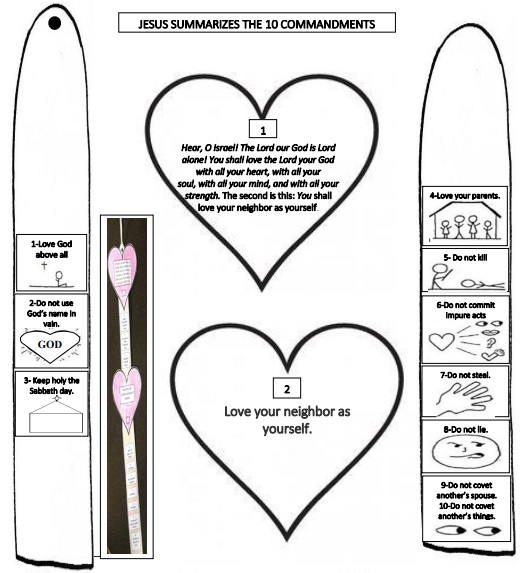 JESUS SUMMARIZES THE 10 COMMANDMENTS
1
Hear, O Israel! The Lord our God is Lord
alone! You shall love the Lord your God
with all your heart, with all your
soul, with all your mind, and with all your
strength. The second is this: You shall
love your neighbor as yourself.
1-Love God
above all
2-Do not use
God's name in
vain.
GOD
3- Keep holy the
Sabbath day.
2
Love your neighbor as
yourself.
4-Love your parents.
5- Do not kill
6-Do not commit
impure acts
7-Do not steal.
8-Do not lie.
9-Do not covet
another's spouse.
10-Do not covet
another's things.